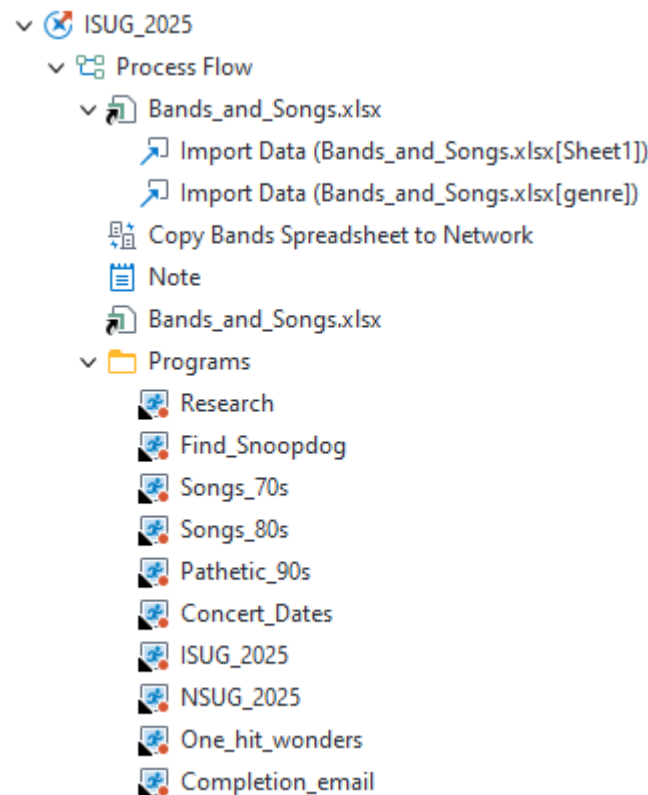 ISUG_2025
Process Flow
Bands_and_Songs.xlsx
Import Data (Bands_and_Songs.xlsx[Sheet1])
Import Data (Bands_and_Songs.xlsx[genre])
Copy Bands Spreadsheet to Network
Note
Bands_and_Songs.xlsx
Programs
Research
Find_Snoopdog
Songs_70s
Songs_80s
Pathetic_90s
Concert_Dates
ISUG_2025
NSUG_2025
One_hit_wonders
Completion_email